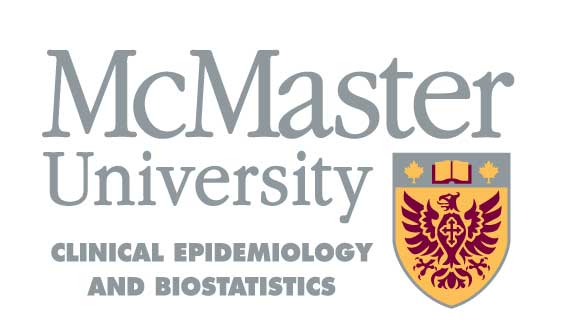 McMaster
University
CLINICAL EPIDEMIOLOGY
AND BIOSTATISTICS